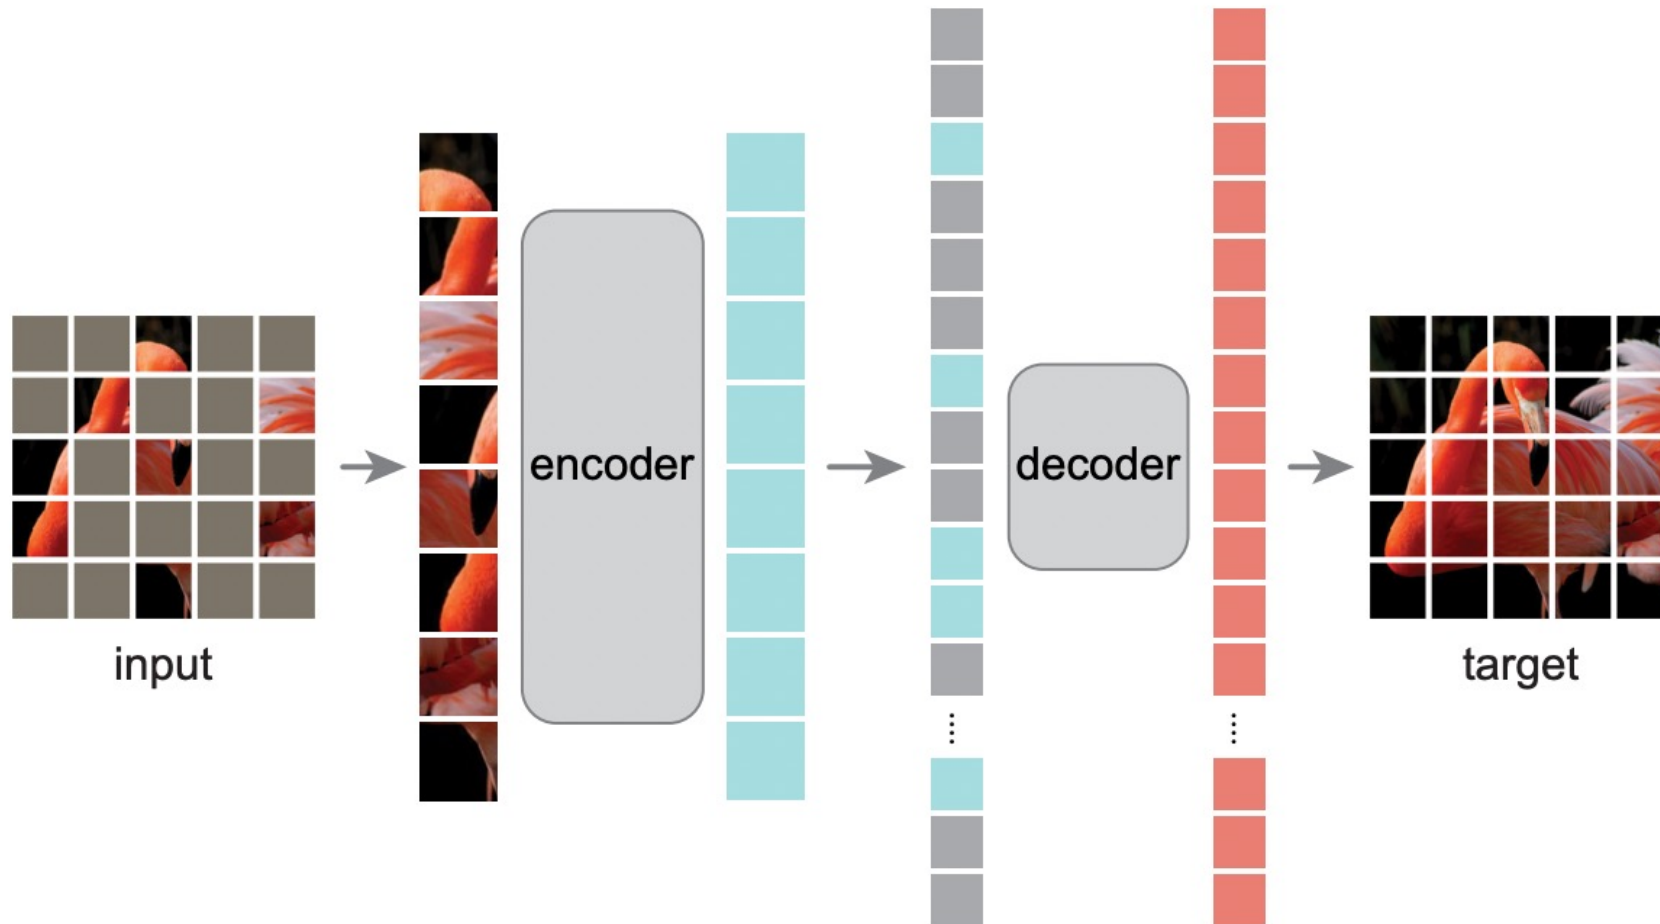 input
encoder
decoder
target